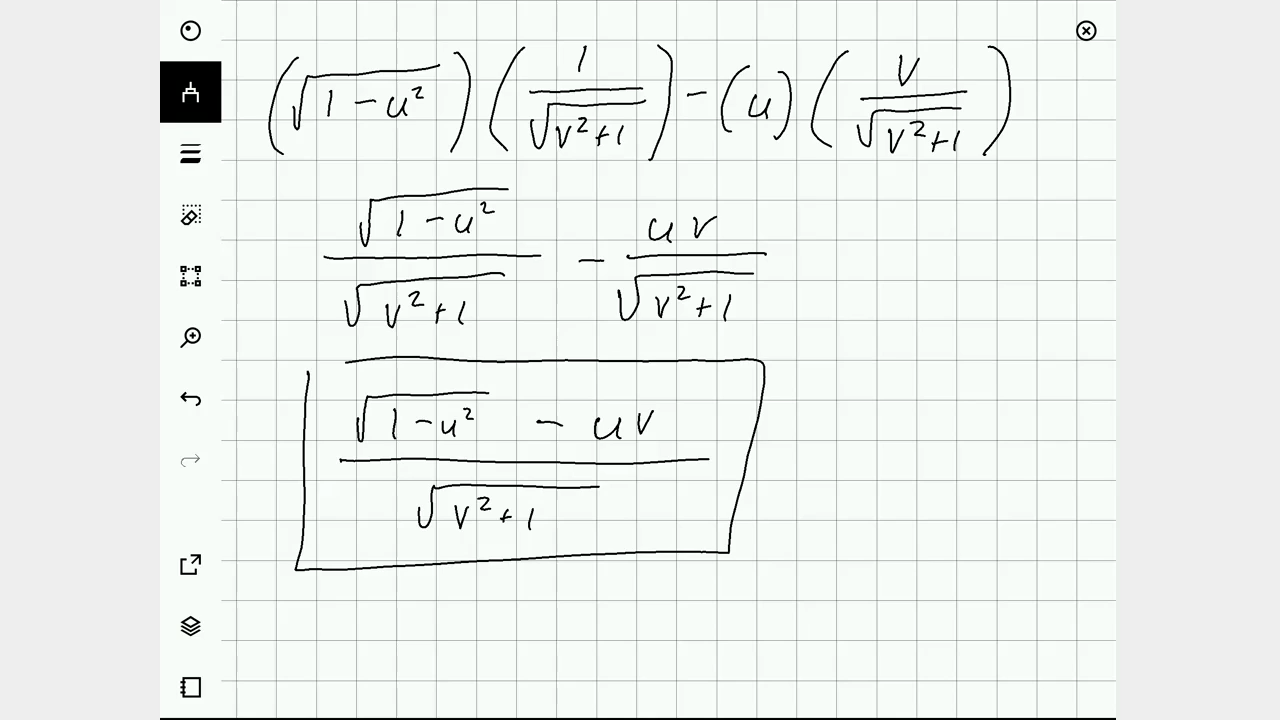 (√(1 - u²)) (1/√(v²+1)) - (u) (v/√(v²+1))
√(1 - u²)/√(v²+1) - uv/√(v²+1)
(√(1 - u²) - uv)/√(v²+1)